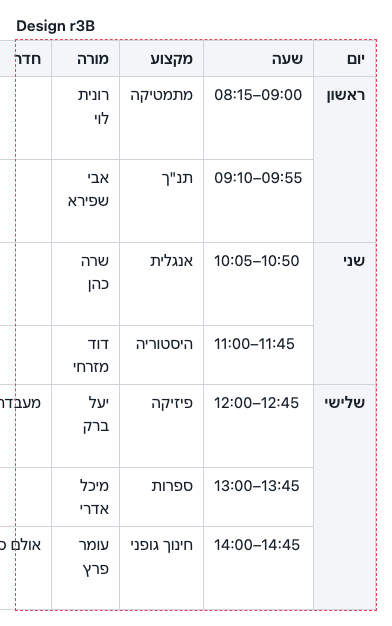 Design r3B
יום שעה מקצוע מורה חדר
ראשון 08:15–09:00 מתמטיקה רונית
לוי
09:10–09:55 תנ"ך אבי
שפירא
שני 10:05–10:50 אנגלית שרה
כהן
11:00–11:45 היסטוריה דוד
מזרחי
שלישי 12:00–12:45 פיזיקה יעל
ברק
13:00–13:45 ספרות מיכל
אדרי
14:00–14:45 חינוך גופני עומר אולם
פרץ